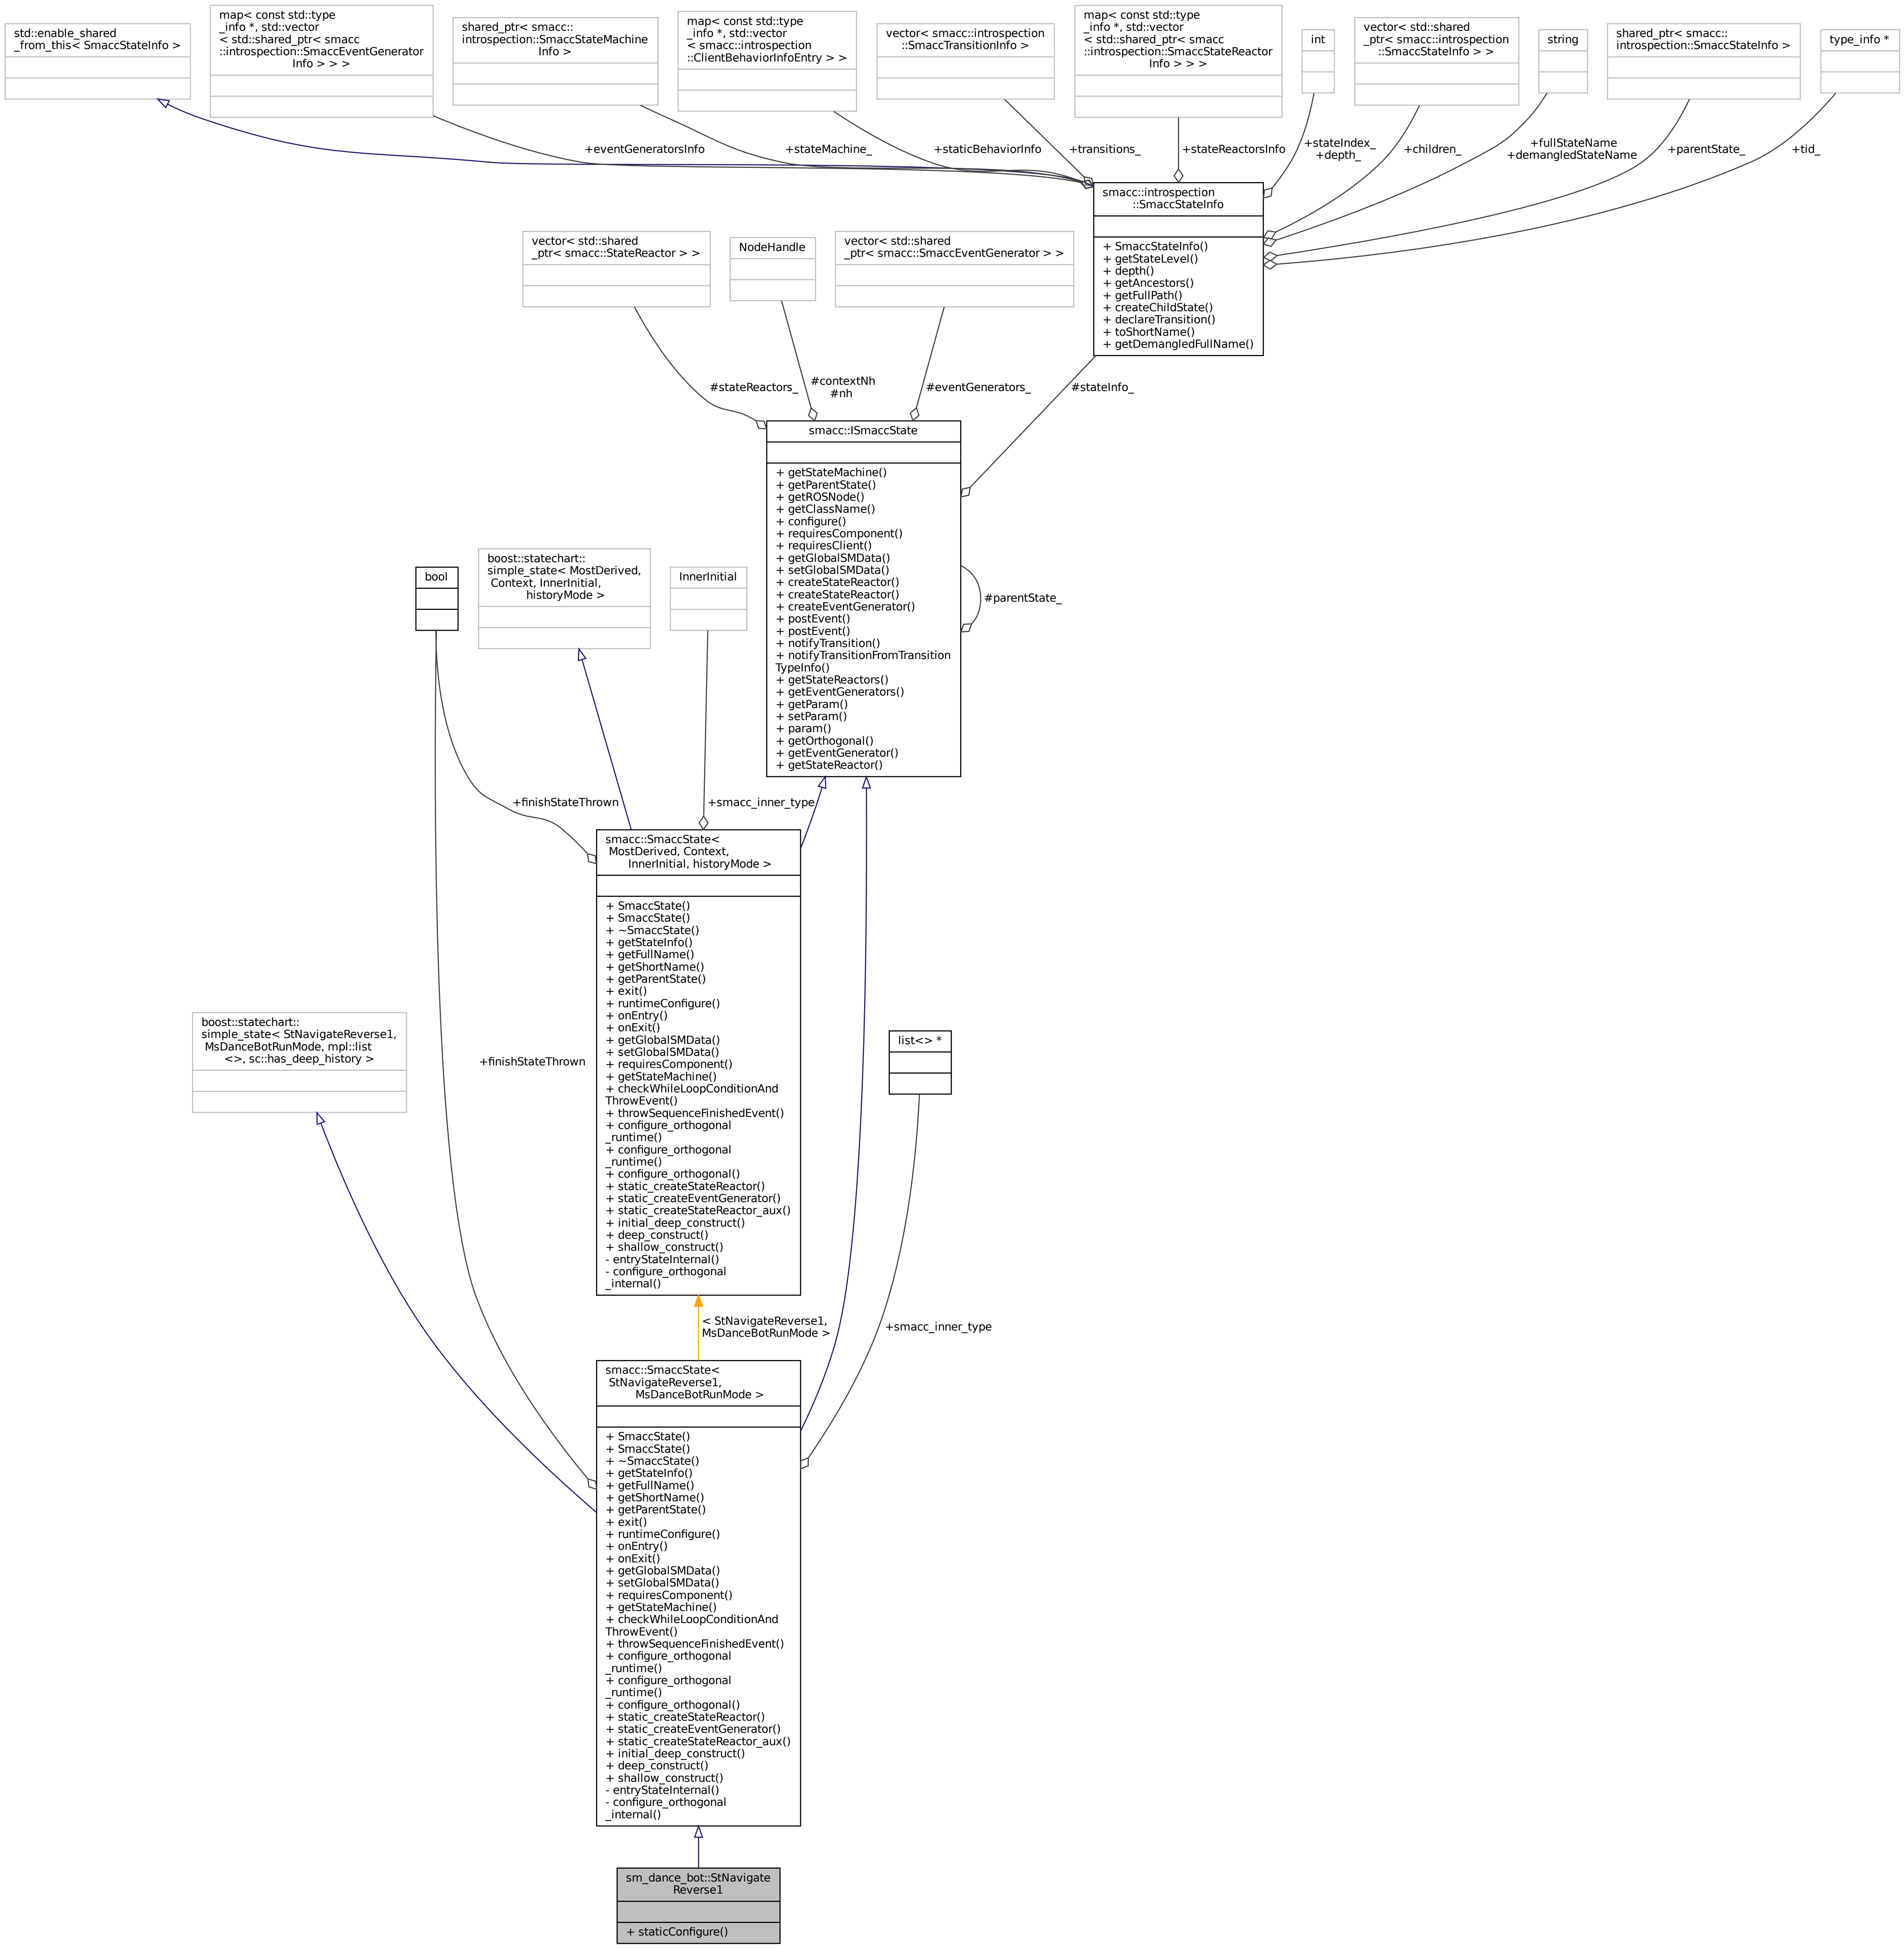 std::enable_shared
_from_this< SmaccStateInfo >
map< const std::type
_info *, std::vector
< std::shared_ptr< smacc
::introspection::SmaccEventGenerator
Info > > >
shared_ptr< smacc::
introspection::SmaccStateMachine
Info >
map< const std::type
_info *, std::vector
< smacc::introspection
::ClientBehaviorInfoEntry > >
vector< smacc::introspection
::SmaccTransitionInfo >
map< const std::type
_info *, std::vector
< std::shared_ptr< smacc
::introspection::SmaccStateReactor
Info > > >
int
vector< std::shared
_ptr< smacc::introspection
::SmaccStateInfo > >
string
shared_ptr< smacc::
introspection::SmaccStateInfo >
type_info *
+eventGeneratorsInfo
+stateMachine_
+staticBehaviorInfo
+transitions_
+stateReactorsInfo
+stateIndex_
+depth_
+children_
+fullStateName
+demangledStateName
+parentState_
+tid_
smacc::introspection
::SmaccStateInfo
+ SmaccStateInfo()
+ getStateLevel()
+ depth()
+ getAncestors()
+ getFullPath()
+ createChildState()
+ declareTransition()
+ toShortName()
+ getDemangledFullName()
vector< std::shared
_ptr< smacc::StateReactor > >
NodeHandle
vector< std::shared
_ptr< smacc::SmaccEventGenerator > >
#stateReactors_
#contextNh
#nh
#eventGenerators_
#stateInfo_
smacc::ISmaccState
+ getStateMachine()
+ getParentState()
+ getROSNode()
+ getClassName()
+ configure()
+ requiresComponent()
+ requiresClient()
+ getGlobalSMData()
+ setGlobalSMData()
+ createStateReactor()
+ createStateReactor()
+ createEventGenerator()
+ postEvent()
+ postEvent()
+ notifyTransition()
+ notifyTransitionFromTransition
TypeInfo()
+ getStateReactors()
+ getEventGenerators()
+ getParam()
+ setParam()
+ param()
+ getOrthogonal()
+ getEventGenerator()
+ getStateReactor()
#parentState_
bool
boost::statechart::
simple_state< MostDerived,
Context, InnerInitial,
historyMode >
InnerInitial
+finishStateThrown
+smacc_inner_type
smacc::SmaccState<
MostDerived, Context,
InnerInitial, historyMode >
+ SmaccState()
+ SmaccState()
+ ~SmaccState()
+ getStateInfo()
+ getFullName()
+ getShortName()
+ getParentState()
+ exit()
+ runtimeConfigure()
+ onEntry()
+ onExit()
+ getGlobalSMData()
+ setGlobalSMData()
+ requiresComponent()
+ getStateMachine()
+ checkWhileLoopConditionAnd
ThrowEvent()
+ throwSequenceFinishedEvent()
+ configure_orthogonal
_runtime()
+ configure_orthogonal
_runtime()
+ configure_orthogonal()
+ static_createStateReactor()
+ static_createEventGenerator()
+ static_createStateReactor_aux()
+ initial_deep_construct()
+ deep_construct()
+ shallow_construct()
- entryStateInternal()
- configure_orthogonal
_internal()
boost::statechart::
simple_state< StNavigateReverse1,
MsDanceBotRunMode, mpl::list
<>, sc::has_deep_history >
+finishStateThrown
list<> *
< StNavigateReverse1,
MsDanceBotRunMode >
+smacc_inner_type
smacc::SmaccState<
StNavigateReverse1,
MsDanceBotRunMode >
+ SmaccState()
+ SmaccState()
+ ~SmaccState()
+ getStateInfo()
+ getFullName()
+ getShortName()
+ getParentState()
+ exit()
+ runtimeConfigure()
+ onEntry()
+ onExit()
+ getGlobalSMData()
+ setGlobalSMData()
+ requiresComponent()
+ getStateMachine()
+ checkWhileLoopConditionAnd
ThrowEvent()
+ throwSequenceFinishedEvent()
+ configure_orthogonal
_runtime()
+ configure_orthogonal
_runtime()
+ configure_orthogonal()
+ static_createStateReactor()
+ static_createEventGenerator()
+ static_createStateReactor_aux()
+ initial_deep_construct()
+ deep_construct()
+ shallow_construct()
- entryStateInternal()
- configure_orthogonal
_internal()
sm_dance_bot::StNavigate
Reverse1
+ staticConfigure()